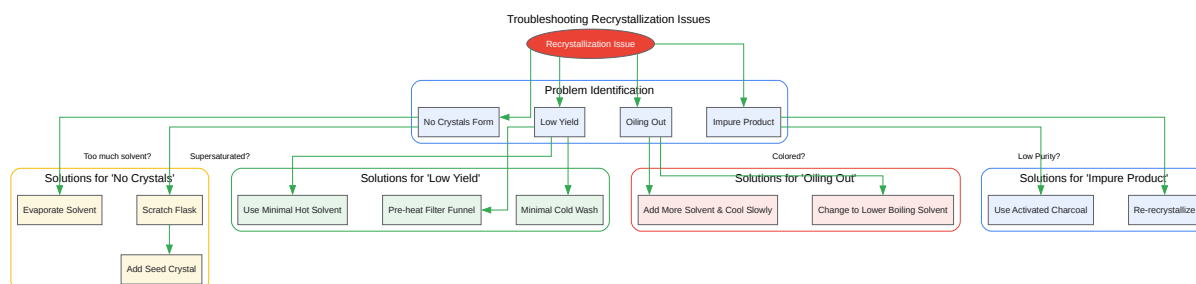 Troubleshooting Recrystallization Issues
Recrystallization Issue
Problem Identification
No Crystals Form
Low Yield
Oiling Out
Impure Product
Too much solvent?
Supersaturated?
Colored?
Low Purity?
Solutions for 'No Crystals'
Solutions for 'Low Yield'
Solutions for 'Oiling Out'
Solutions for 'Impure Product'
Evaporate Solvent
Scratch Flask
Use Minimal Hot Solvent
Pre-heat Filter Funnel
Minimal Cold Wash
Add More Solvent & Cool Slowly
Change to Lower Boiling Solvent
Use Activated Charcoal
Re-recrystallize
Add Seed Crystal